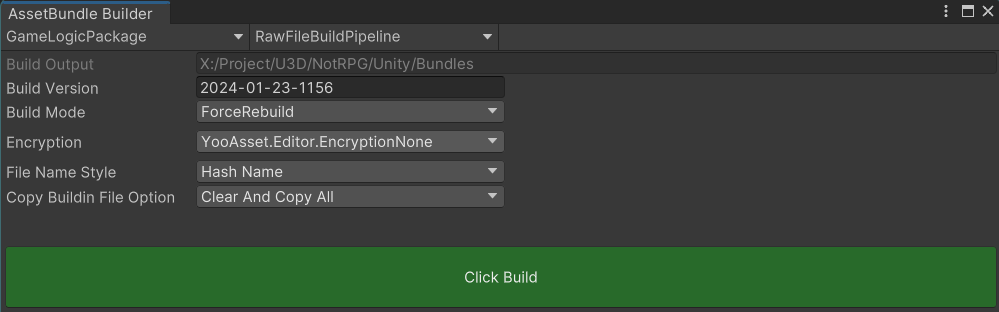 AssetBundle Builder
GameLogicPackage RawFileBuildPipeline
Build Output X:/Project/U3D/NotRPG/Unity/Bundles
Build Version 2024-01-23-1156
Build Mode ForceRebuild
Encryption YooAsset.Editor.EncryptionNone
File Name Style Hash Name
Copy Buildin File Option Clear And Copy All
Click Build